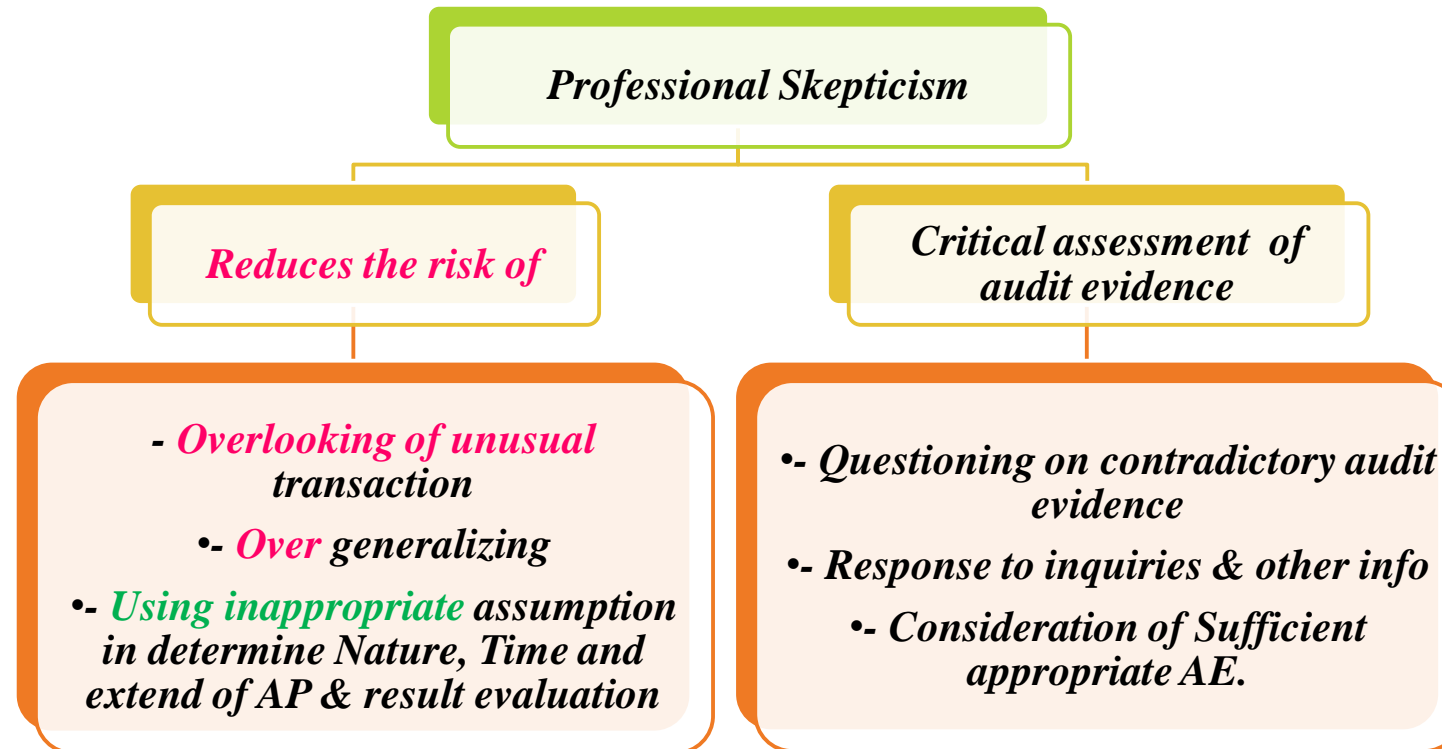 Professional Skepticism
Reduces the risk of
Critical assessment of
audit evidence
- Overlooking of unusual
transaction
•- Over generalizing
•- Using inappropriate assumption
in determine Nature, Time and
extend of AP & result evaluation
•- Questioning on contradictory audit
evidence
•- Response to inquiries & other info
•- Consideration of Sufficient
appropriate AE.